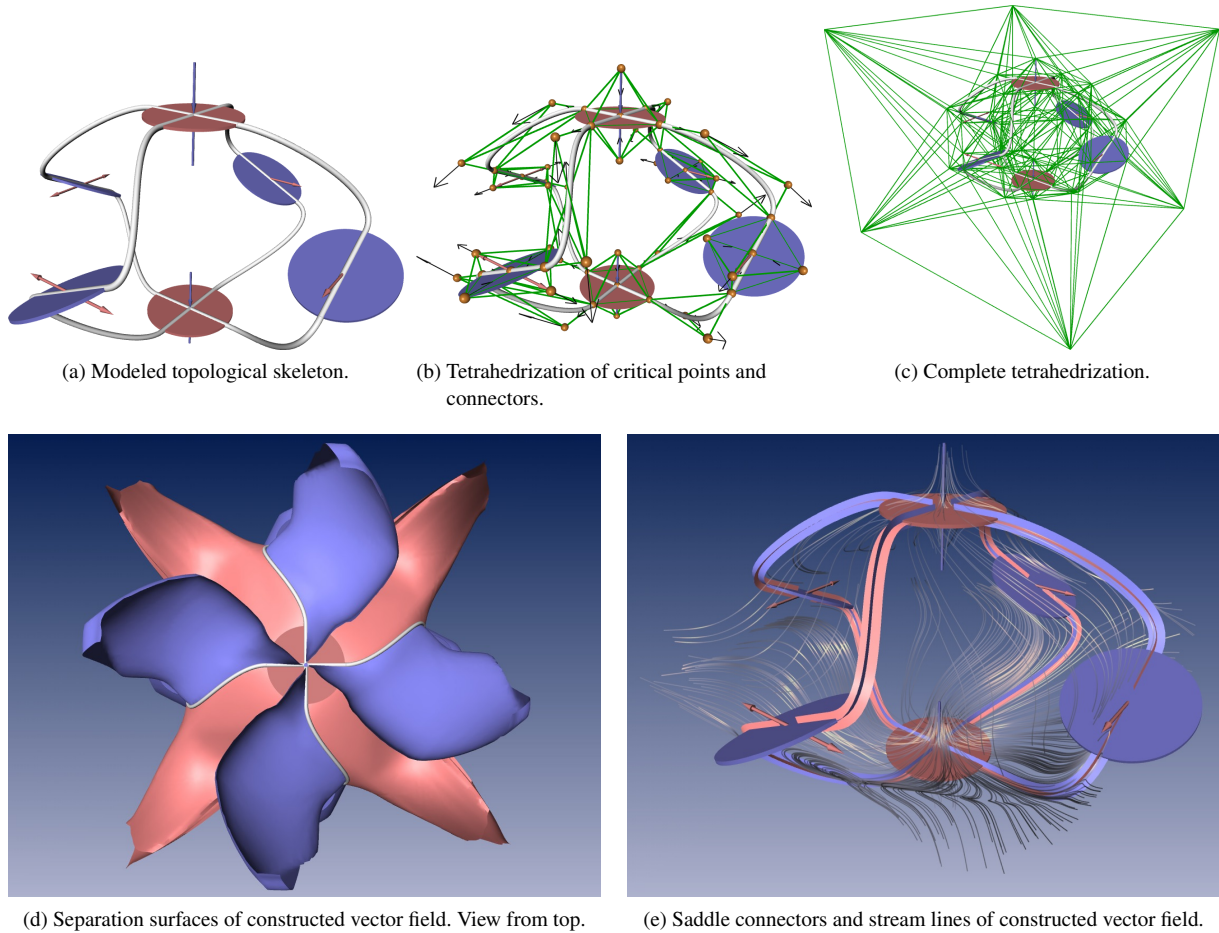 (a) Modeled topological skeleton.
(b) Tetrahedrization of critical points and
connectors.
(c) Complete tetrahedrization.
(d) Separation surfaces of constructed vector field. View from top.
(e) Saddle connectors and stream lines of constructed vector field.